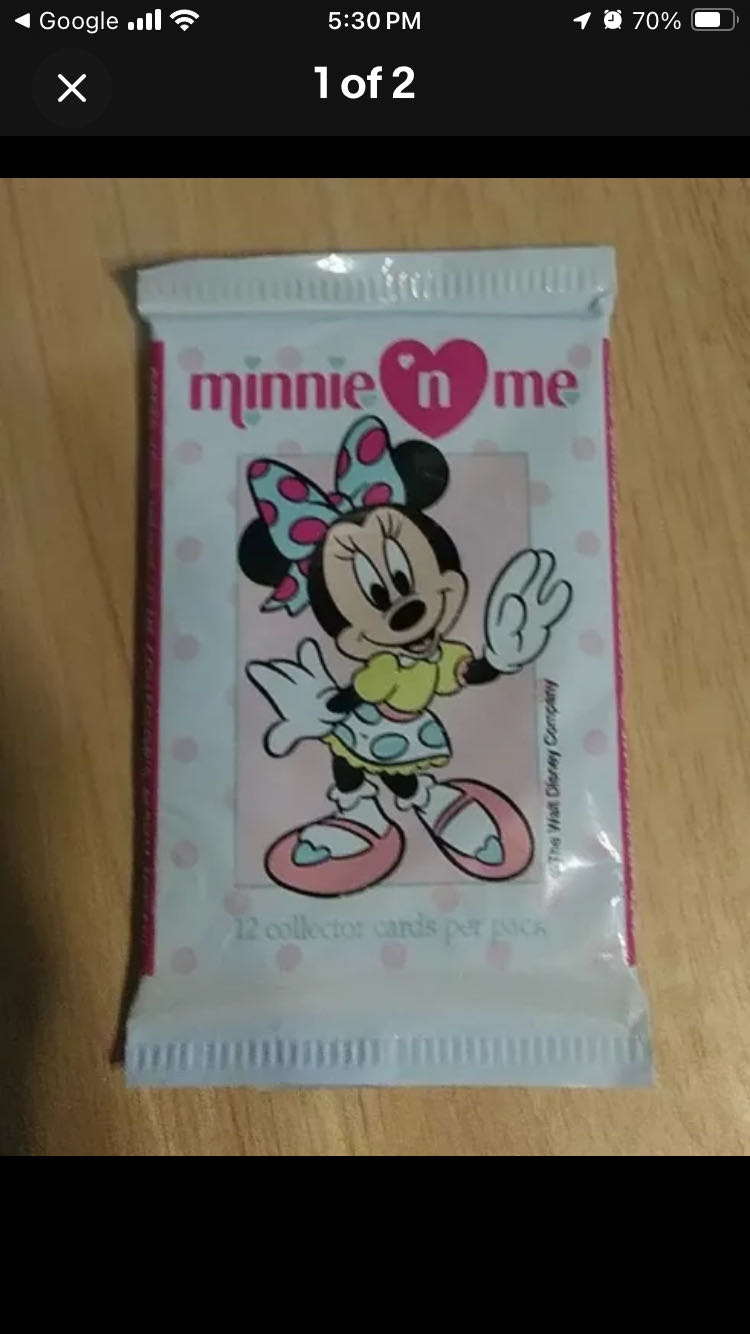 Google
5:30 PM
70%
1 of 2
minnie 'n me
©The Walt Disney Company
12 collector cards per pack